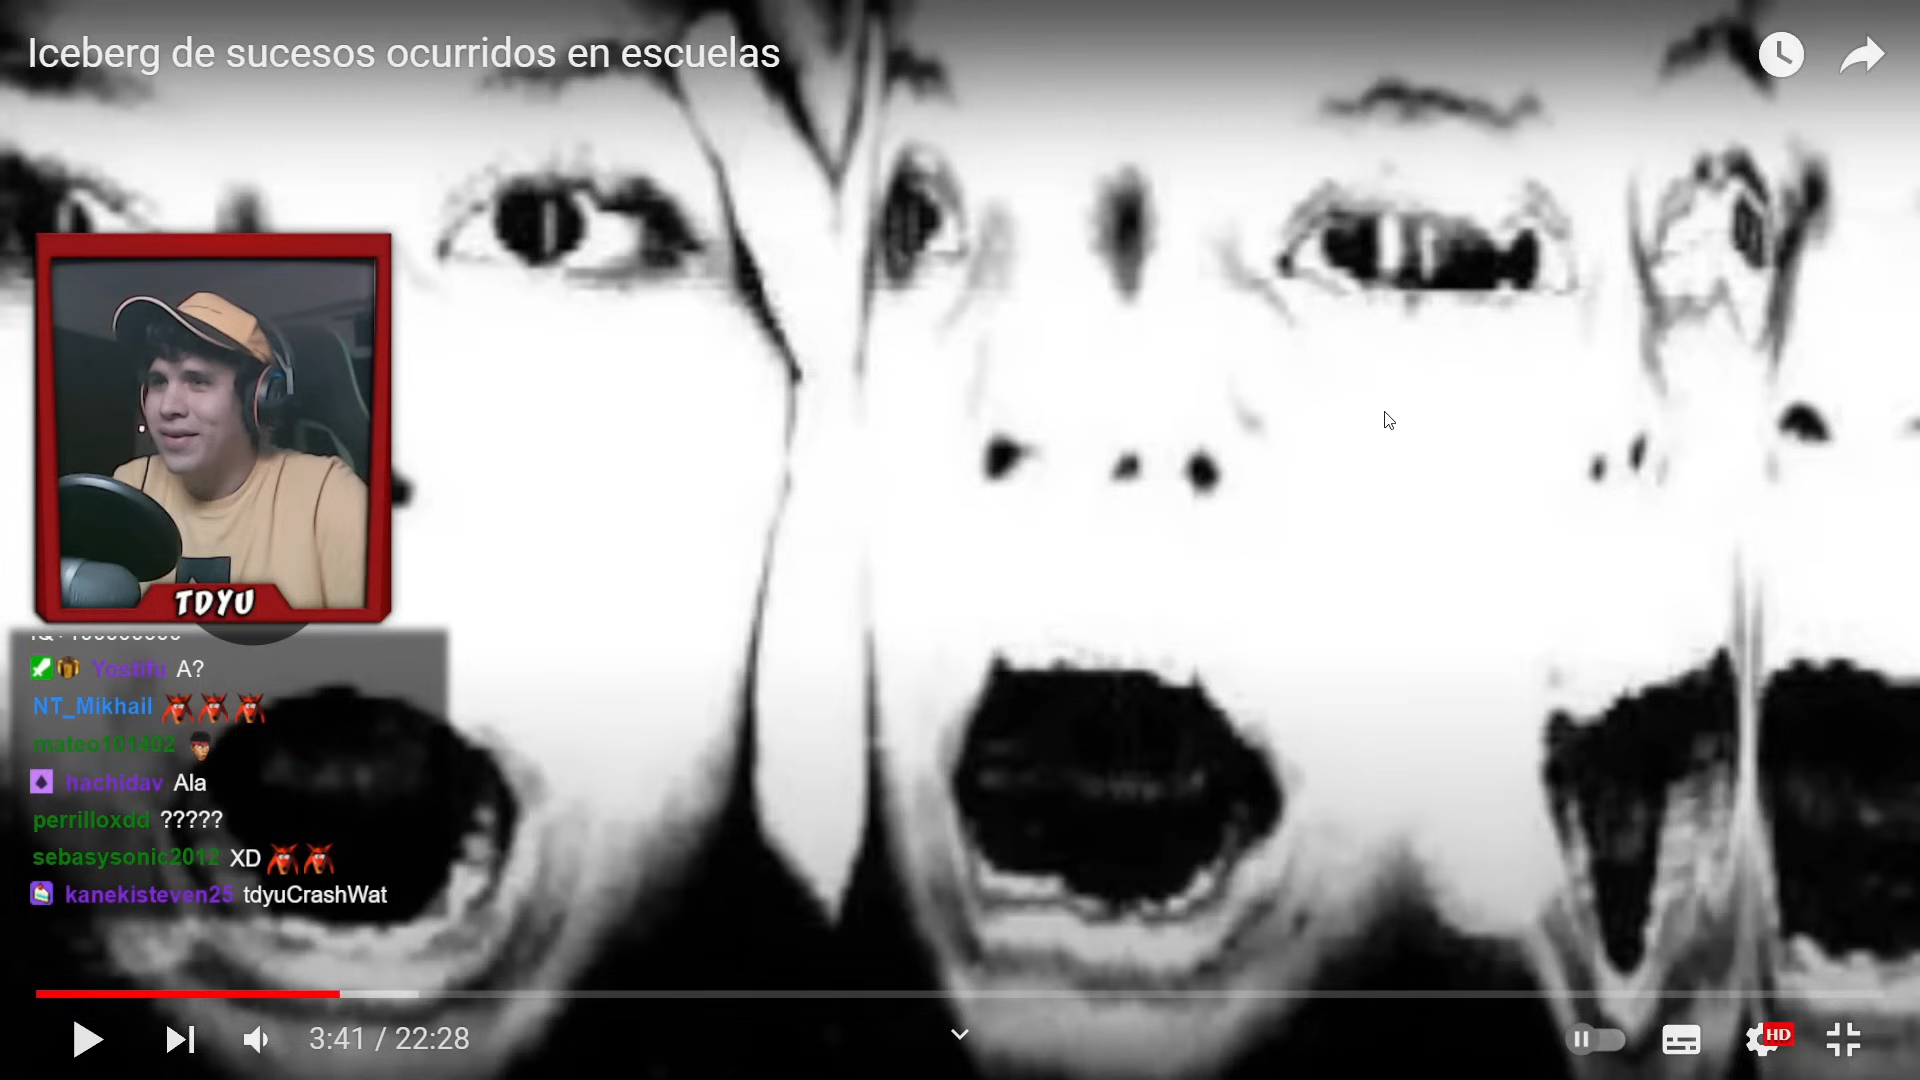 Iceberg de sucesos ocurridos en escuelas
TDYU
Yostifu A?
NT_Mikhail
mateo101402
hachidav Ala
perrilloxdd ?????
sebasysonic2012 XD
kanekisteven25 tdyuCrashWat
3:41 / 22:28
HD